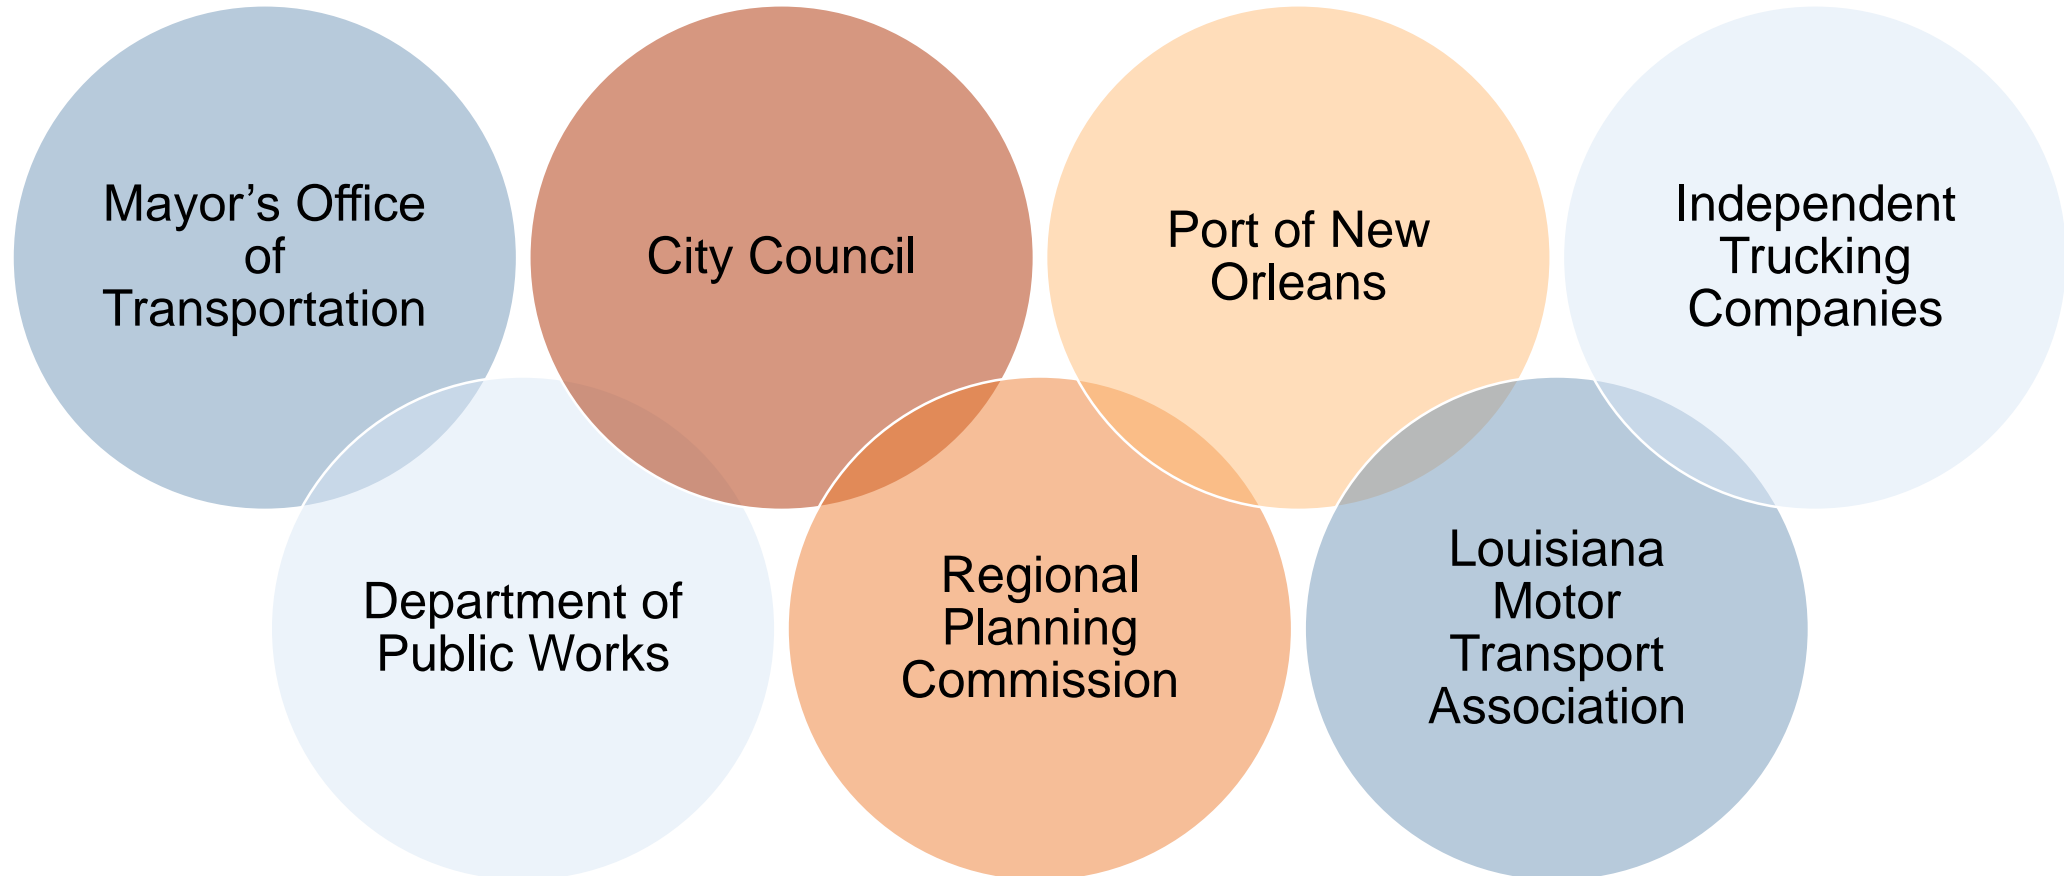 Mayor’s Office
of
Transportation
City Council
Port of New
Orleans
Independent
Trucking
Companies
Department of
Public Works
Regional
Planning
Commission
Louisiana
Motor
Transport
Association